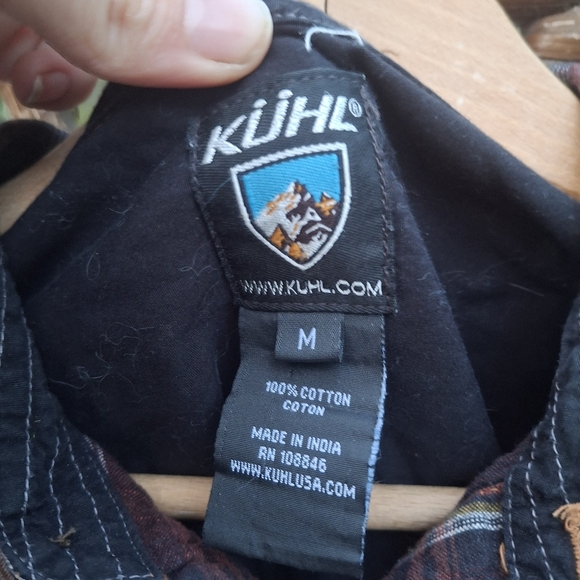 KÜHL®
WWW.KUHL.COM
M
100% COTTON
COTON
MADE IN INDIA
RN 108846
WWW.KUHLUSA.COM